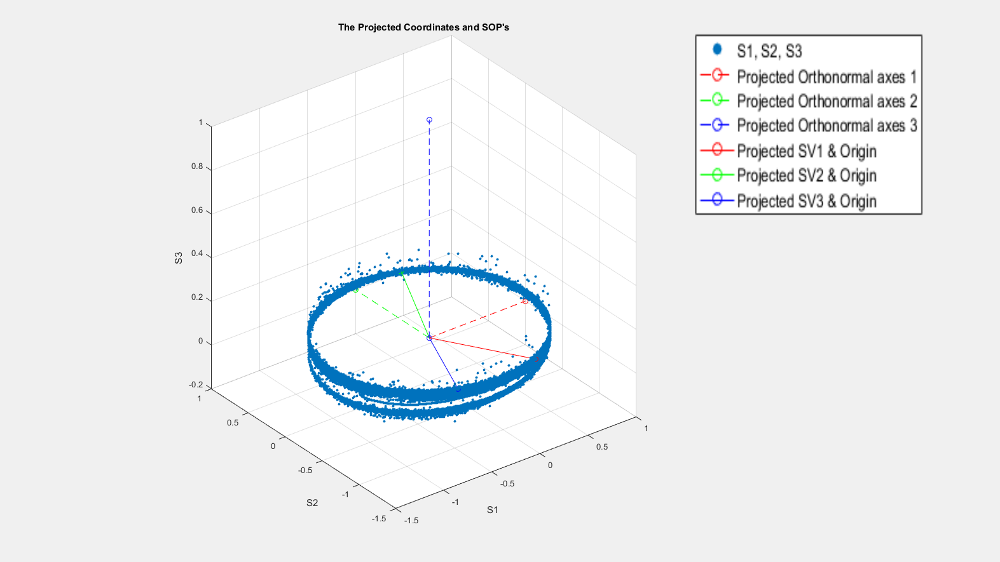 The Projected Coordinates and SOP's
S1, S2, S3
Projected Orthonormal axes 1
Projected Orthonormal axes 2
Projected Orthonormal axes 3
Projected SV1 & Origin
Projected SV2 & Origin
Projected SV3 & Origin
1
0.8
0.6
0.4
0.2
0
-0.2
S3
1
0.5
0
-0.5
-1
-1.5
S2
-1.5
-1
-0.5
0
0.5
1
S1